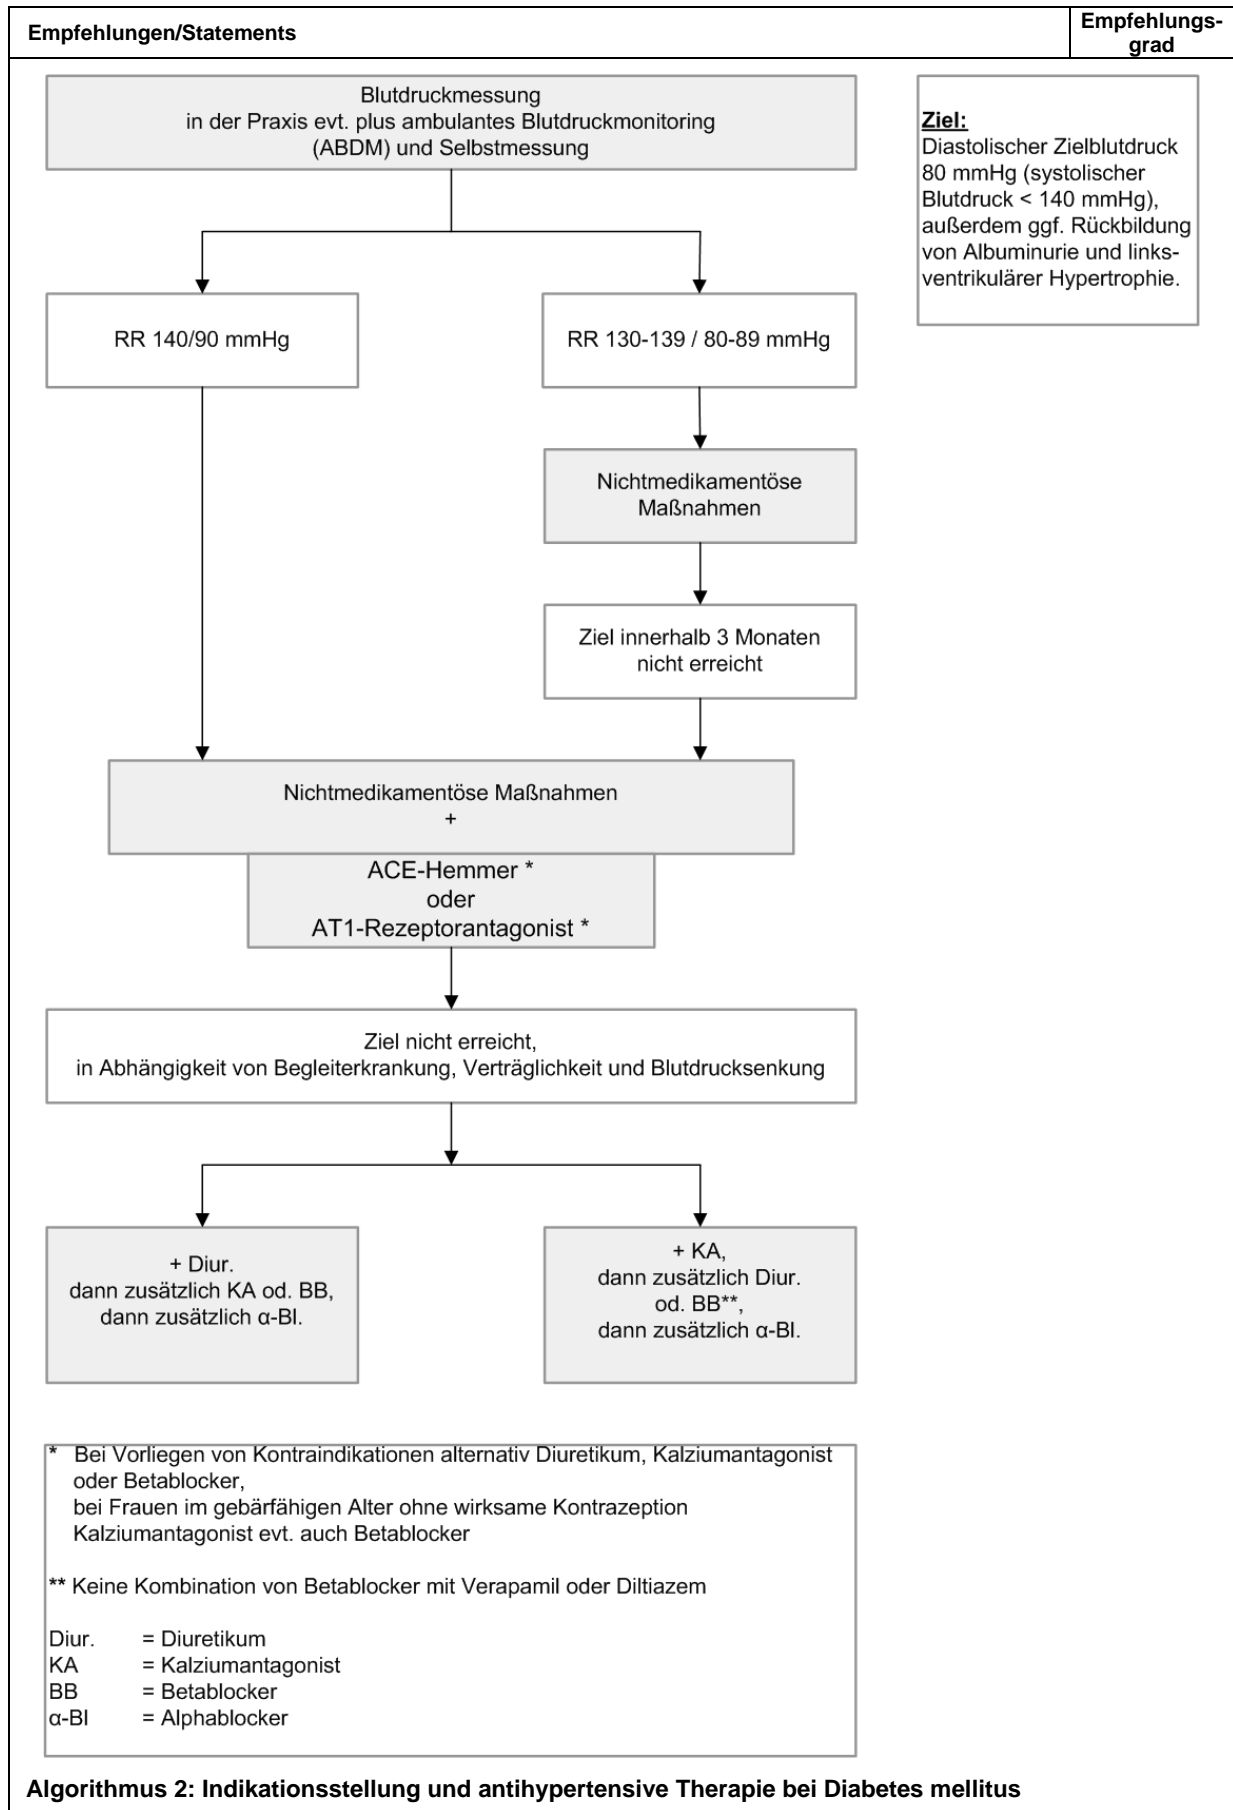 Empfehlungen/Statements
Empfehlungs-
grad
Blutdruckmessung
in der Praxis evt. plus ambulantes Blutdruckmonitoring
(ABDM) und Selbstmessung
Ziel:
Diastolischer Zielblutdruck
80 mmHg (systolischer
Blutdruck < 140 mmHg),
außerdem ggf. Rückbildung
von Albuminurie und links-
ventrikulärer Hypertrophie.
RR 140/90 mmHg
RR 130-139 / 80-89 mmHg
Nichtmedikamentöse
Maßnahmen
Ziel innerhalb 3 Monaten
nicht erreicht
Nichtmedikamentöse Maßnahmen
+
ACE-Hemmer *
oder
AT1-Rezeptorantagonist *
Ziel nicht erreicht,
in Abhängigkeit von Begleiterkrankung, Verträglichkeit und Blutdrucksenkung
+ Diur.
dann zusätzlich KA od. BB,
dann zusätzlich α-Bl.
+ KA,
dann zusätzlich Diur.
od. BB**,
dann zusätzlich α-Bl.
* Bei Vorliegen von Kontraindikationen alternativ Diuretikum, Kalziumantagonist
oder Betablocker,
bei Frauen im gebärfähigen Alter ohne wirksame Kontrazeption
Kalziumantagonist evt. auch Betablocker
** Keine Kombination von Betablocker mit Verapamil oder Diltiazem
Diur. = Diuretikum
KA = Kalziumantagonist
BB = Betablocker
α-Bl = Alphablocker
Algorithmus 2: Indikationsstellung und antihypertensive Therapie bei Diabetes mellitus